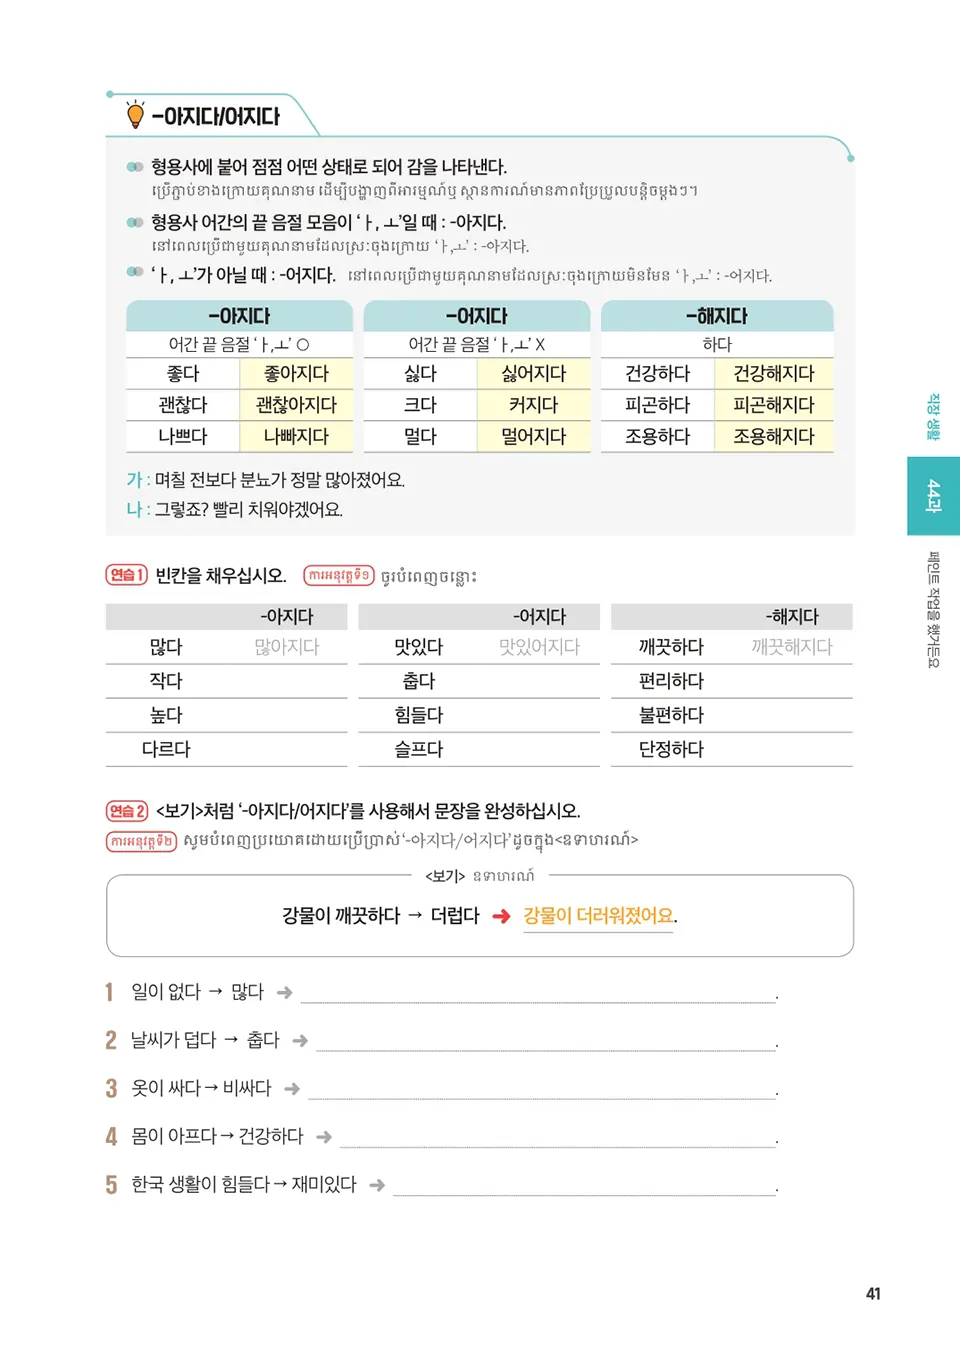 -아지다/어지다
형용사에 붙어 점점 어떤 상태로 되어 감을 나타낸다.
ប្រើភ្ជាប់ខាងក្រោយគុណនាម ដើម្បីបង្ហាញពីអារម្មណ៍ឬ ស្ថានការណ៍មានភាពប្រែប្រួលបន្តិចម្តងៗ។
형용사 어간의 끝 음절 모음이 ‘ㅏ, ㅗ’일 때 : -아지다.
នៅពេលប្រើជាមួយគុណនាមដែលស្រៈចុងក្រោយ ‘ㅏ,ㅗ’ : -아지다.
‘ㅏ, ㅗ’가 아닐 때 : -어지다. នៅពេលប្រើជាមួយគុណនាមដែលស្រៈចុងក្រោយមិនមែន ‘ㅏ,ㅗ’ : -어지다.
-아지다 -어지다 -해지다
어간 끝 음절 ‘ㅏ,ㅗ’ ○ 어간 끝 음절 ‘ㅏ,ㅗ’ X 하다
좋다 좋아지다 싫다 싫어지다 건강하다 건강해지다
괜찮다 괜찮아지다 크다 커지다 피곤하다 피곤해지다
나쁘다 나빠지다 멀다 멀어지다 조용하다 조용해지다
가 : 며칠 전보다 분뇨가 정말 많아졌어요.
나 : 그렇죠? 빨리 치워야겠어요.
연습 1 빈칸을 채우십시오. ការអនុវត្តទី១ ចូរបំពេញចន្លោះ
-아지다 -어지다 -해지다
많다 많아지다 맛있다 맛있어지다 깨끗하다 깨끗해지다
작다 춥다 편리하다
높다 힘들다 불편하다
다르다 슬프다 단정하다
연습 2 <보기>처럼 ‘-아지다/어지다’를 사용해서 문장을 완성하십시오.
ការអនុវត្តទី២ សូមបំពេញប្រយោគដោយប្រើប្រាស់‘-아지다/어지다’ដូចក្នុង<ឧទាហរណ៍>
<보기> ឧទាហរណ៍
강물이 깨끗하다 → 더럽다 ➜ 강물이 더러워졌어요.
1 일이 없다 → 많다 ➜ .
2 날씨가 덥다 → 춥다 ➜ .
3 옷이 싸다 → 비싸다 ➜ .
4 몸이 아프다 → 건강하다 ➜ .
5 한국 생활이 힘들다 → 재미있다 ➜ .
직장 생활
44과
페인트 작업을 했거든요
41